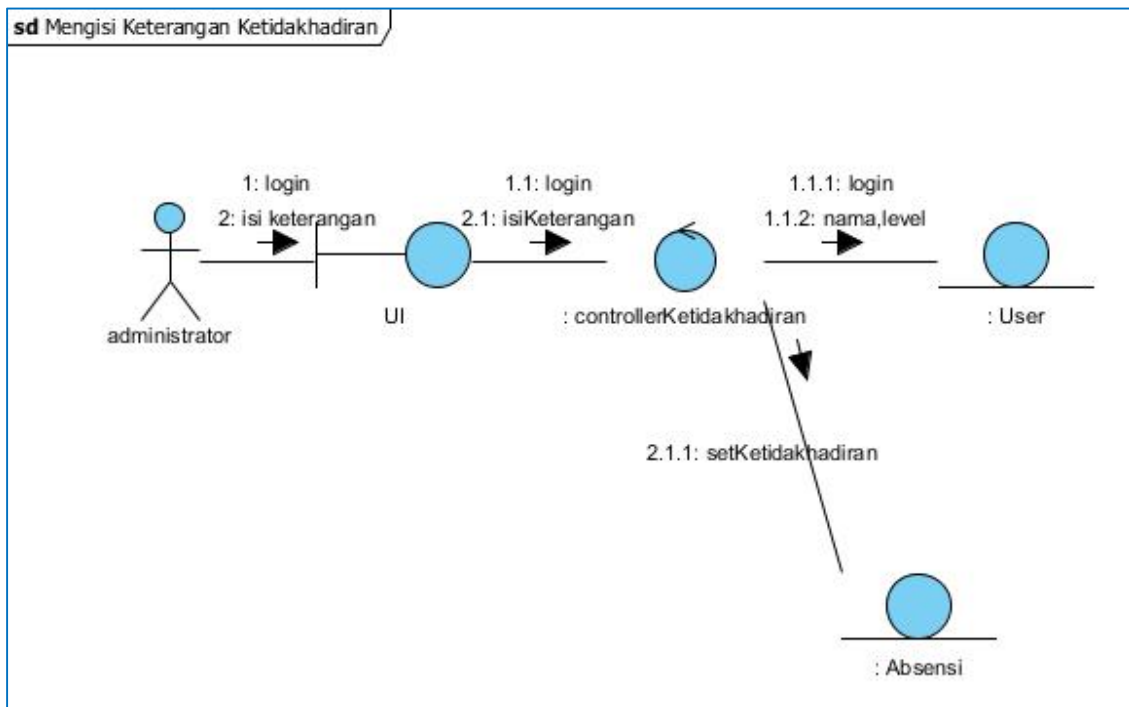 sd Mengisi Keterangan Ketidakhadiran
1: login
2: isi keterangan
1.1: login
2.1: isiKeterangan
1.1.1: login
1.1.2: nama,level
administrator
UI
: controllerKetidakhadiran
: User
2.1.1: setKetidakhadiran
: Absensi